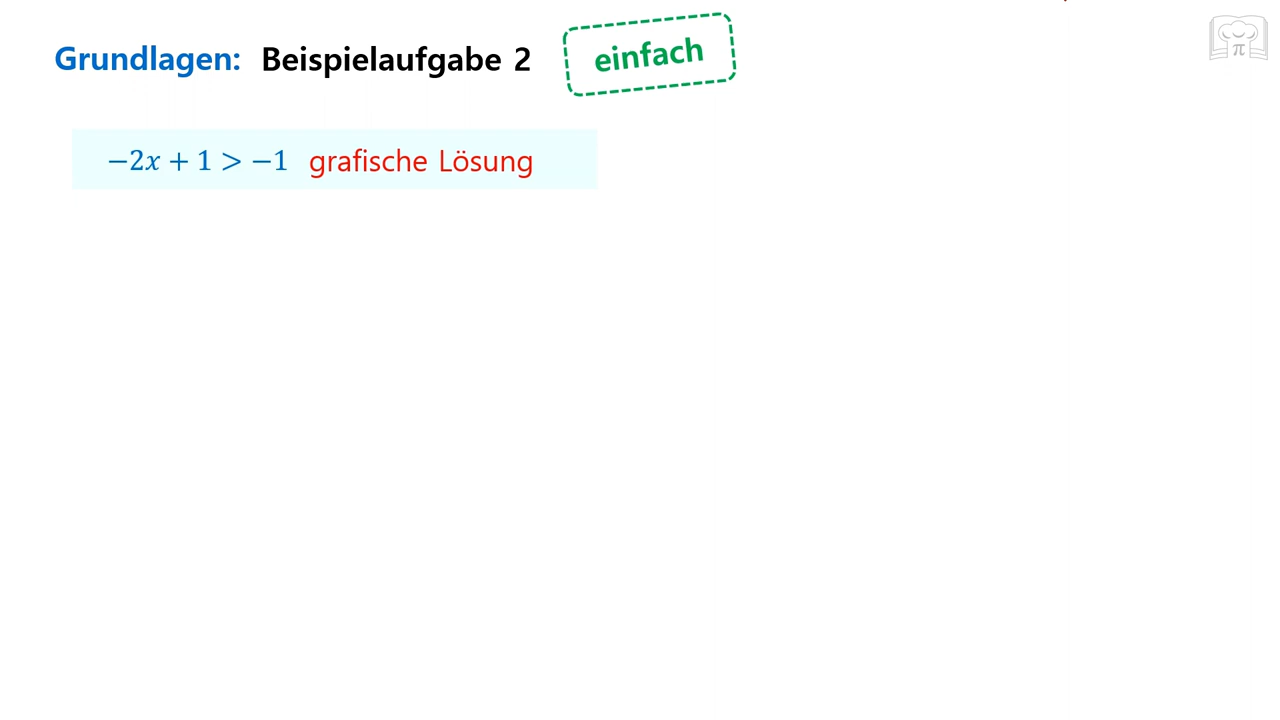 Grundlagen: Beispielaufgabe 2 einfach
−2x + 1 > −1 grafische Lösung
π